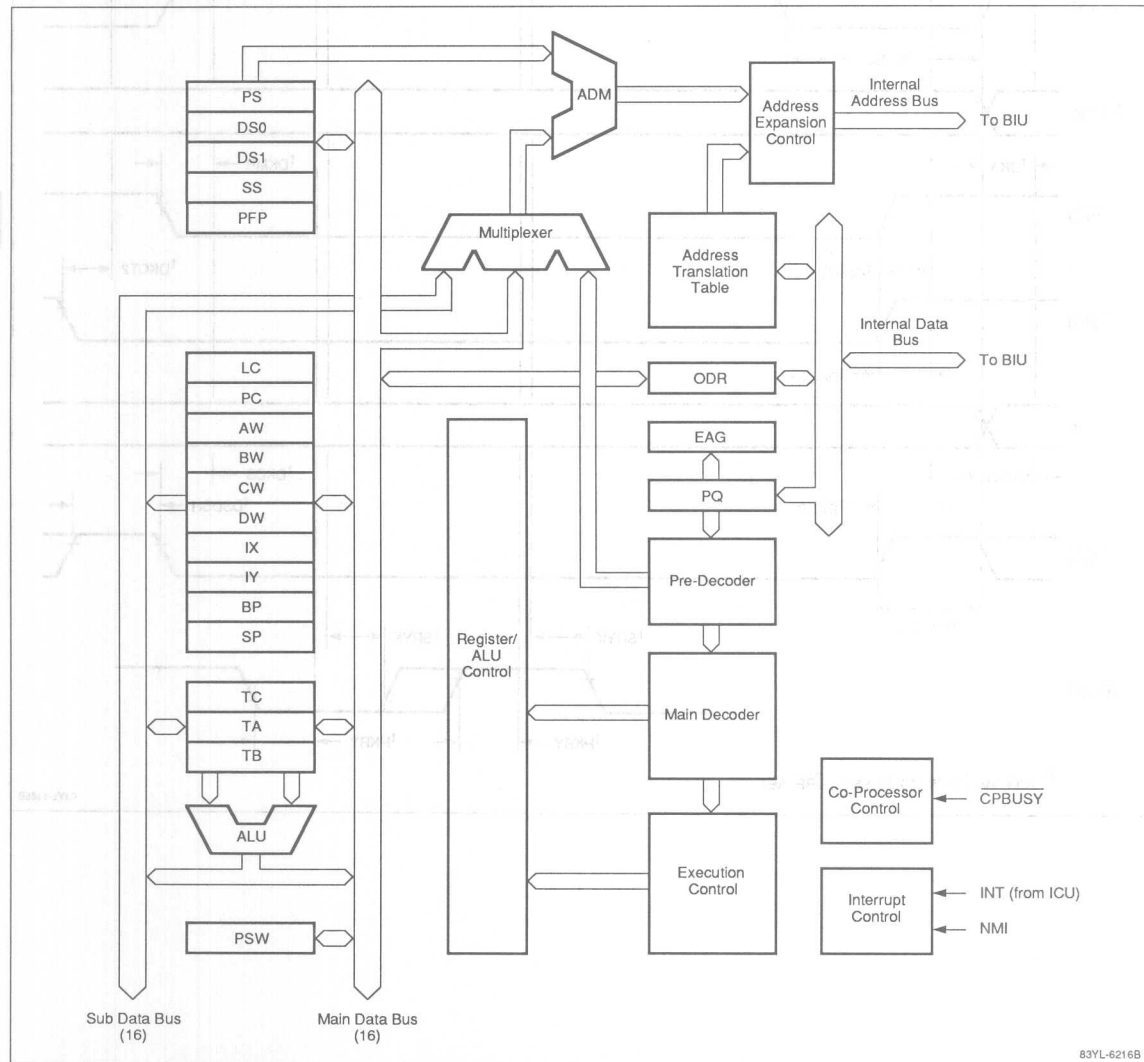 PS
DS0
DS1
SS
PFP
ADM
Address
Expansion
Control
Internal
Address Bus
To BIU
Multiplexer
Address
Translation
Table
Internal Data
Bus
To BIU
LC
PC
AW
BW
CW
DW
IX
IY
BP
SP
ODR
EAG
PQ
Pre-Decoder
Register/
ALU
Control
Main Decoder
TC
TA
TB
ALU
Execution
Control
Co-Processor
Control
CPBUSY
Interrupt
Control
INT (from ICU)
NMI
PSW
Sub Data Bus
(16)
Main Data Bus
(16)
83YL-6216B